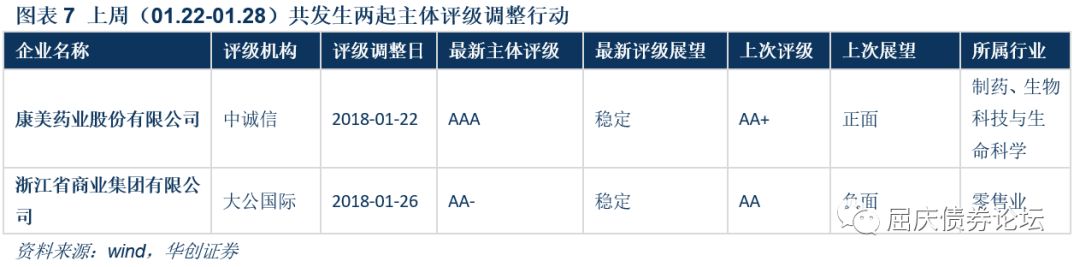 图表 7 上周（01.22-01.28）共发生两起主体评级调整行动
企业名称 评级机构 评级调整日 最新主体评级 最新评级展望 上次评级 上次展望 所属行业
康美药业股份有限公司 中诚信 2018-01-22 AAA 稳定 AA+ 正面 制药、生物
科技与生
命科学
浙江省商业集团有限公
司 大公国际 2018-01-26 AA- 稳定 AA 负面 零售业
屈庆债券论坛
资料来源：wind，华创证券